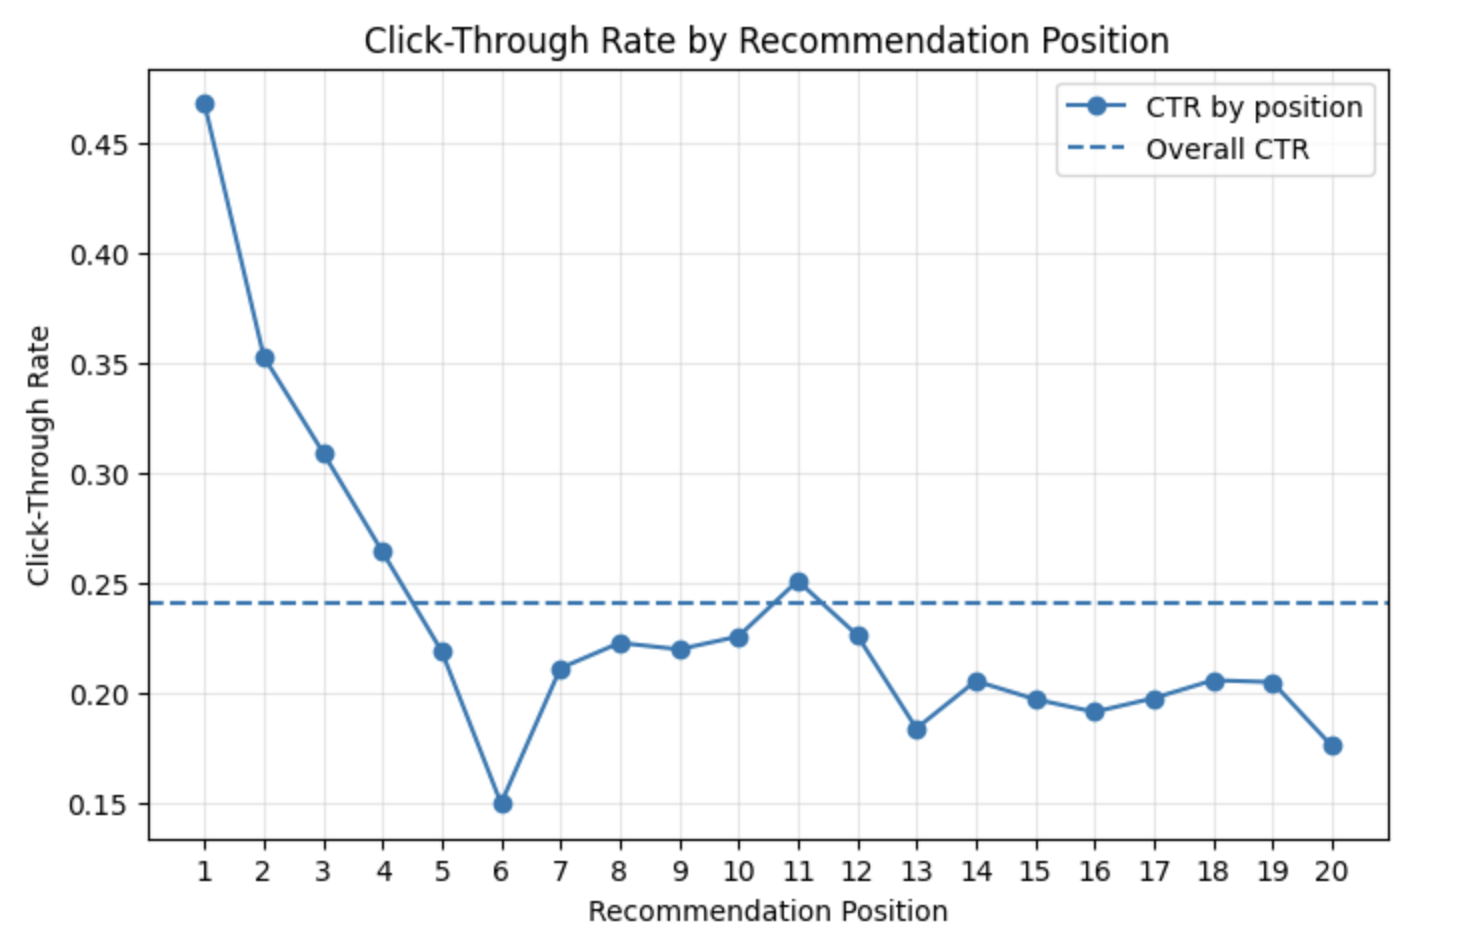 Click-Through Rate by Recommendation Position
CTR by position
Overall CTR
Click-Through Rate
0.45
0.40
0.35
0.30
0.25
0.20
0.15
1 2 3 4 5 6 7 8 9 10 11 12 13 14 15 16 17 18 19 20
Recommendation Position